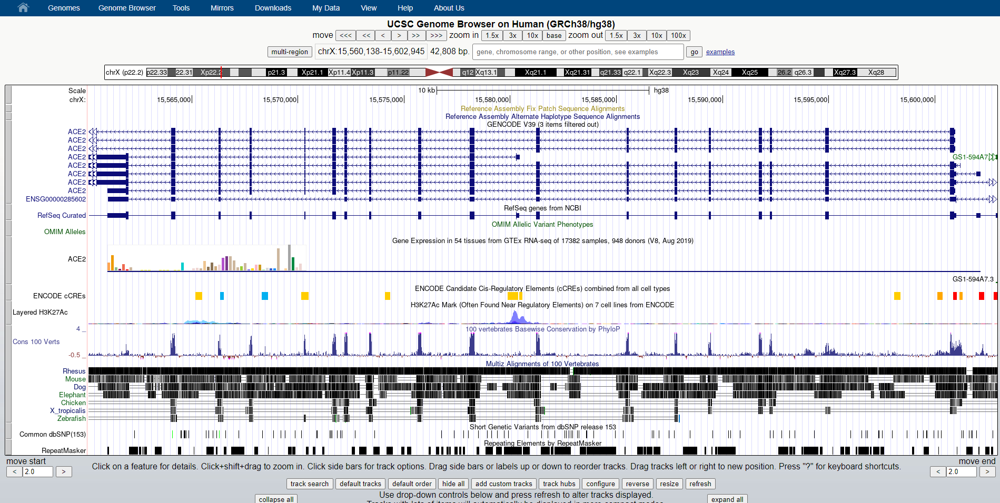 Genomes Genome Browser Tools Mirrors Downloads My Data View Help About Us
UCSC Genome Browser on Human (GRCh38/hg38)
move <<< << < > >> >>> zoom in 1.5x 3x 10x base zoom out 1.5x 3x 10x 100x
multi-region chrX:15,560,138-15,602,945 42,808 bp. gene, chromosome range, or other position, see examples go examples
chrX (p22.2) p22.33 22.31 Xp22.2 p21.3 Xp21.1 Xp11.4 Xp11.3 p11.22 q12 Xq13.1 Xq21.1 Xq21.31 q21.33 q22.1 Xq22.3 Xq23 Xq24 Xq25 26.2 q26.3 Xq27.3 Xq28
Scale 10 kb hg38
chrX: 15,565,000 15,570,000 15,575,000 15,580,000 15,585,000 15,590,000 15,595,000 15,600,000
Reference Assembly Fix Patch Sequence Alignments
Reference Assembly Alternate Haplotype Sequence Alignments
GENCODE V39 (3 items filtered out)
ACE2
ACE2
ACE2
ACE2 GS1-594A7
ACE2
ACE2
ACE2
ACE2
ENSG00000285602
RefSeq genes from NCBI
RefSeq Curated
OMIM Allelic Variant Phenotypes
OMIM Alleles
Gene Expression in 54 tissues from GTEx RNA-seq of 17382 samples, 948 donors (V8, Aug 2019)
ACE2
GS1-594A7.3
ENCODE Candidate Cis-Regulatory Elements (cCREs) combined from all cell types
ENCODE cCREs
H3K27Ac Mark (Often Found Near Regulatory Elements) on 7 cell lines from ENCODE
Layered H3K27Ac
100 vertebrates Basewise Conservation by PhyloP
4 _
Cons 100 Verts
-0.5 _
Multiz Alignments of 100 Vertebrates
Rhesus
Mouse
Dog
Elephant
Chicken
X_tropicalis
Zebrafish
Short Genetic Variants from dbSNP release 153
Common dbSNP(153)
Repeating Elements by RepeatMasker
RepeatMasker
move start move end
Click on a feature for details. Click+shift+drag to zoom in. Click side bars for track options. Drag side bars or labels up or down to reorder tracks. Drag tracks left or right to new position. Press "?" for keyboard shortcuts.
< 2.0 > < 2.0 >
track search default tracks default order hide all add custom tracks track hubs configure reverse resize refresh
Use drop-down controls below and press refresh to alter tracks displayed.
collapse all expand all
Tracks with lots of items will automatically be displayed in more compact modes.